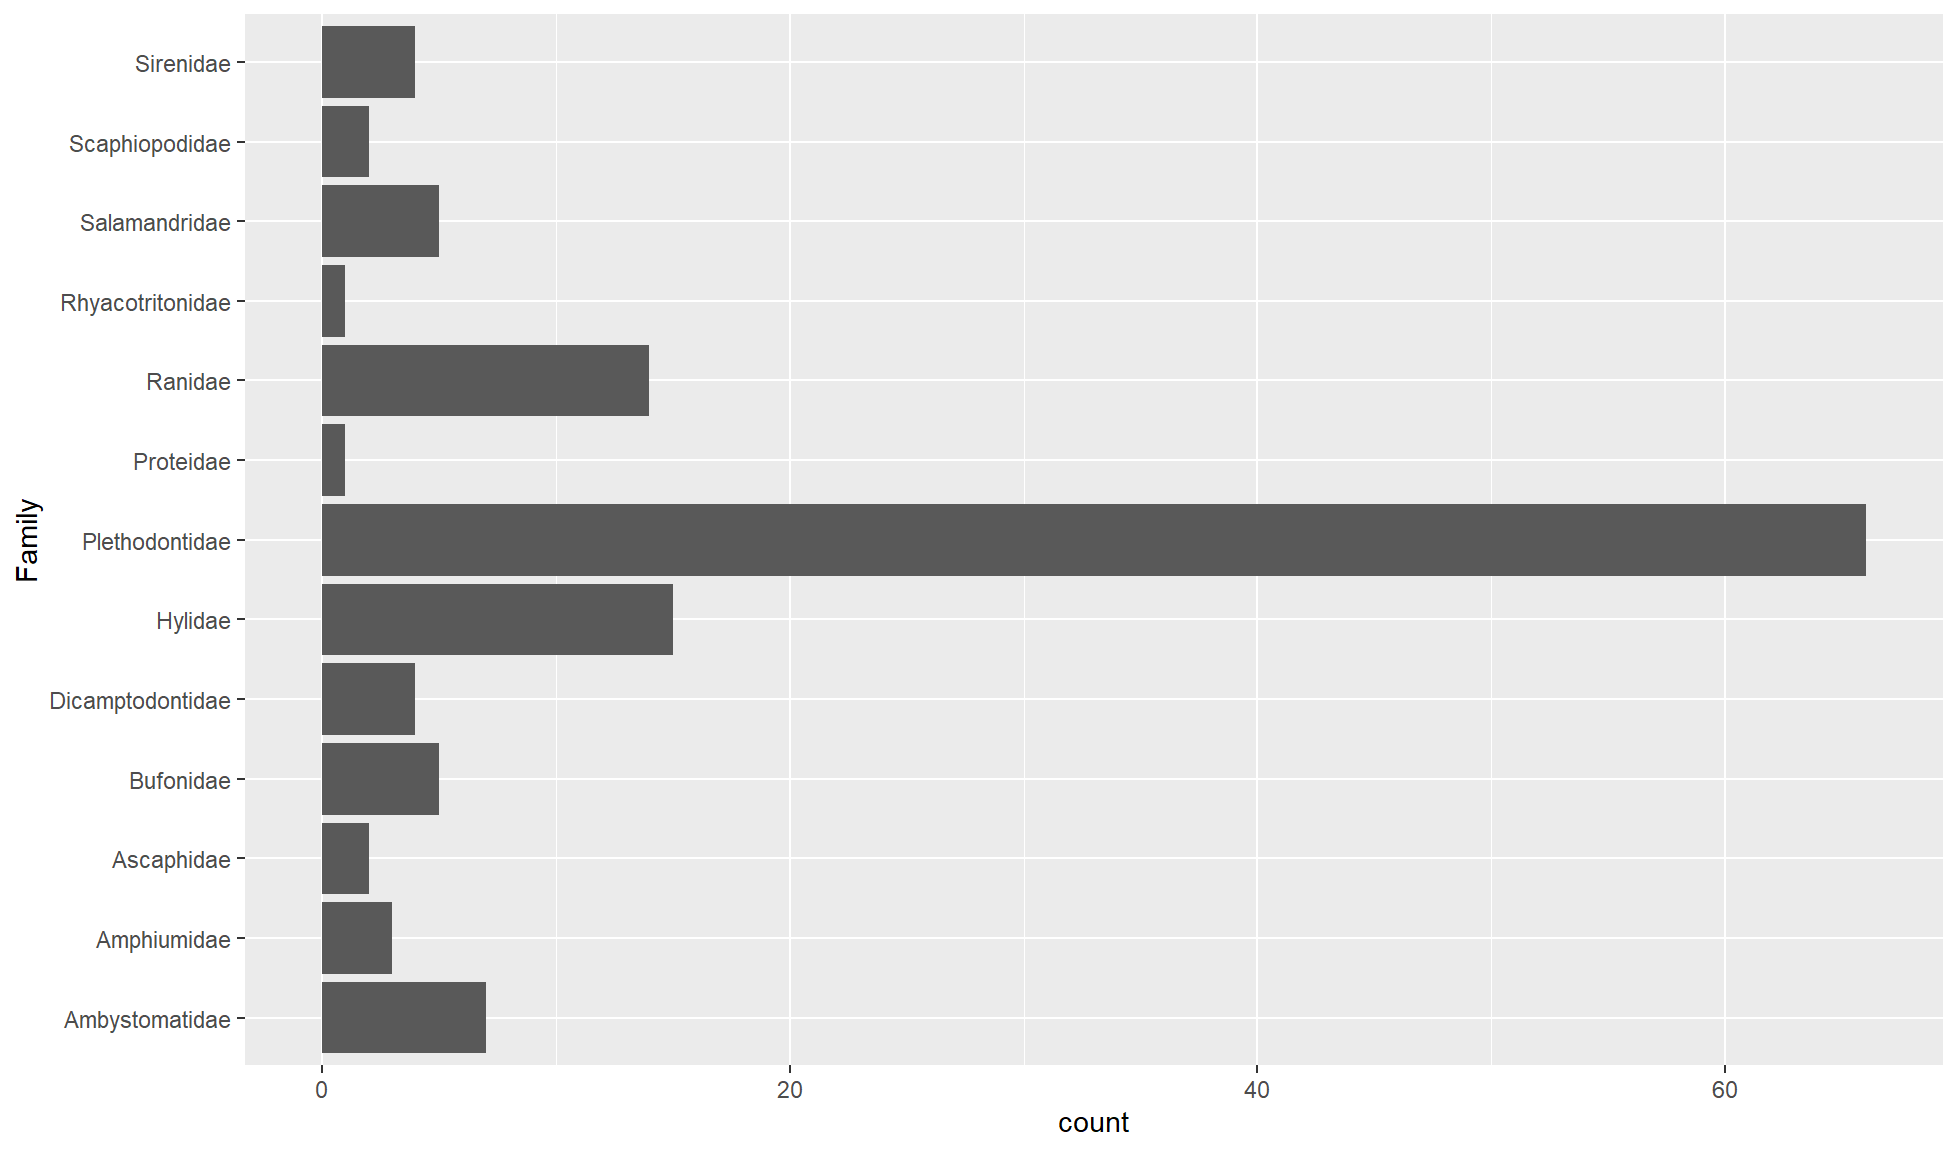 Sirenidae
Scaphiopodidae
Salamandridae
Rhyacotritonidae
Ranidae
Proteidae
Plethodontidae
Hylidae
Dicamptodontidae
Bufonidae
Ascaphidae
Amphiumidae
Ambystomatidae
Family
0 20 40 60
count